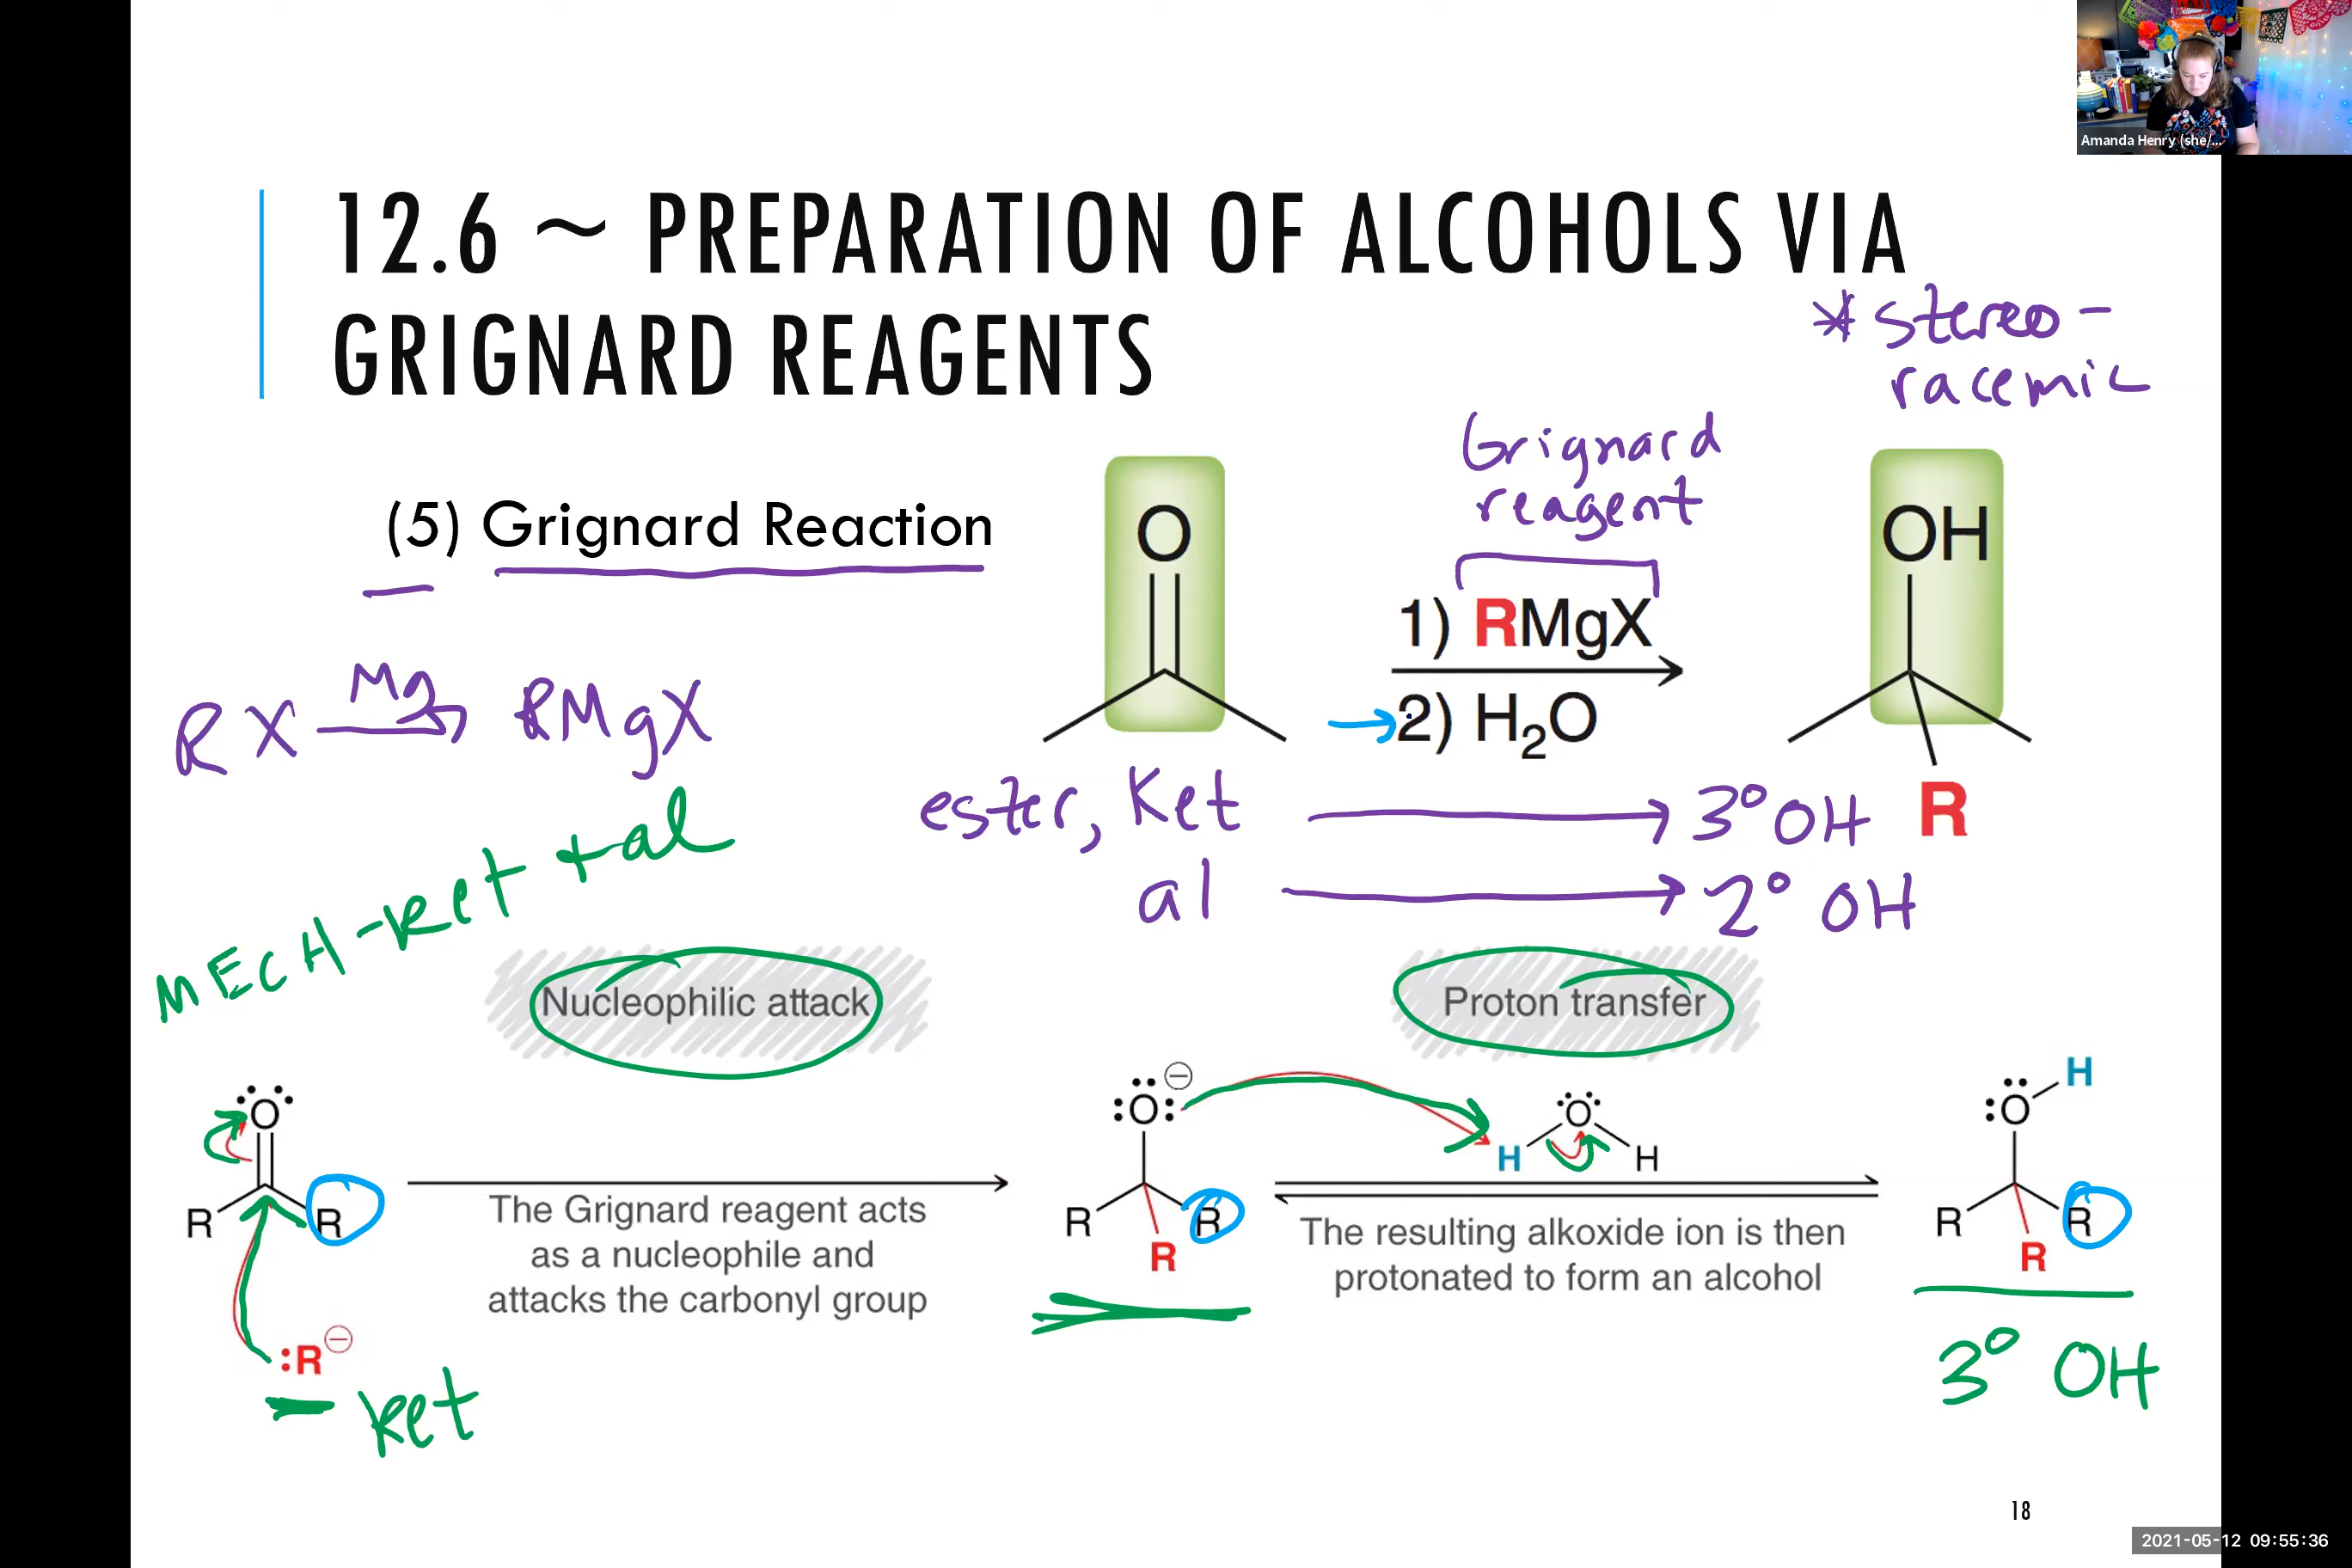 Amanda Henry (she/...
12.6 ~ PREPARATION OF ALCOHOLS VIA
GRIGNARD REAGENTS
* stereo -
racemic
(5) Grignard Reaction
Grignard
reagent
O
1) RMgX
2) H₂O
OH
R
RX Mg RMgX
ester, Ket 3° OH
al 2° OH
MECH - ket + al
Nucleophilic attack
Proton transfer
O
R R
:R ⊖
- ket
The Grignard reagent acts
as a nucleophile and
attacks the carbonyl group
:O: ⊖
R R
R
O
H H
The resulting alkoxide ion is then
protonated to form an alcohol
H
:O
R R
R
3° OH
18
2021-05-12 09:55:36